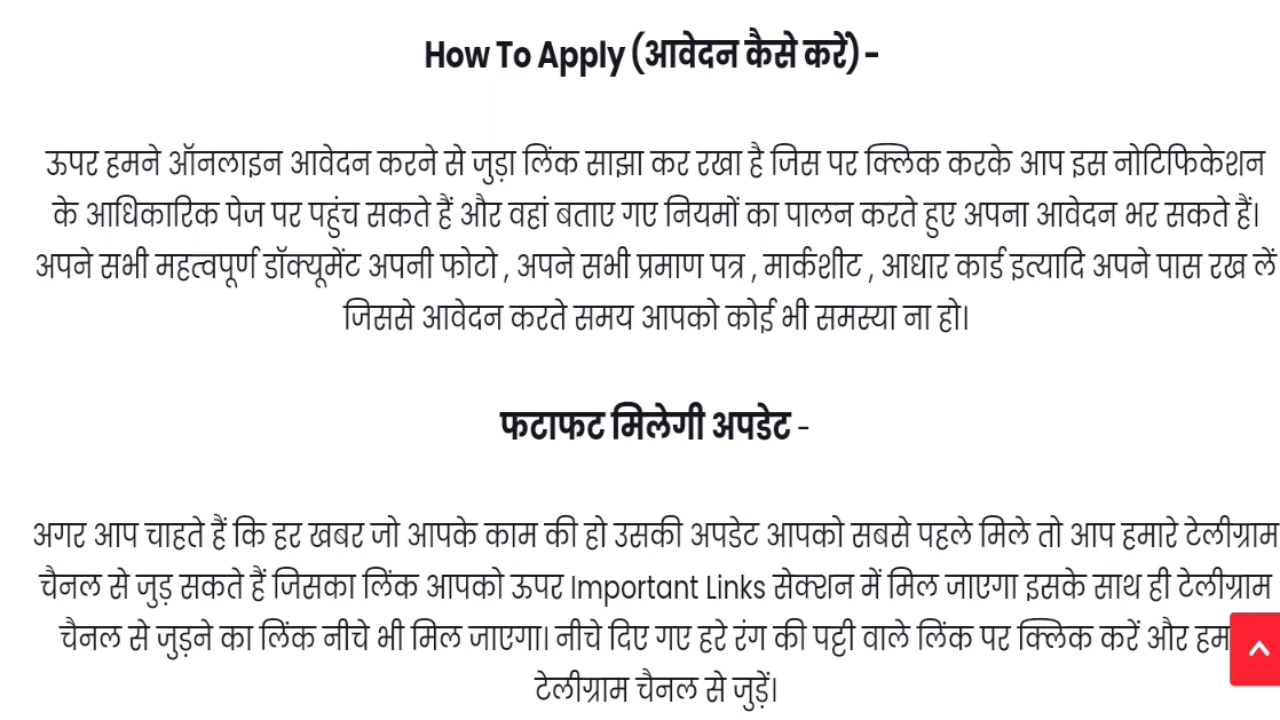 How To Apply (आवेदन कैसे करें) -
ऊपर हमने ऑनलाइन आवेदन करने से जुड़ा लिंक साझा कर रखा है जिस पर क्लिक करके आप इस नोटिफिकेशन
के आधिकारिक पेज पर पहुंच सकते हैं और वहां बताए गए नियमों का पालन करते हुए अपना आवेदन भर सकते हैं।
अपने सभी महत्वपूर्ण डॉक्यूमेंट अपनी फोटो , अपने सभी प्रमाण पत्र , मार्कशीट , आधार कार्ड इत्यादि अपने पास रख लें
जिससे आवेदन करते समय आपको कोई भी समस्या ना हो।
फटाफट मिलेगी अपडेट -
अगर आप चाहते हैं कि हर खबर जो आपके काम की हो उसकी अपडेट आपको सबसे पहले मिले तो आप हमारे टेलीग्राम
चैनल से जुड़ सकते हैं जिसका लिंक आपको ऊपर Important Links सेक्शन में मिल जाएगा इसके साथ ही टेलीग्राम
चैनल से जुड़ने का लिंक नीचे भी मिल जाएगा। नीचे दिए गए हरे रंग की पट्टी वाले लिंक पर क्लिक करें और हम
टेलीग्राम चैनल से जुड़ें।